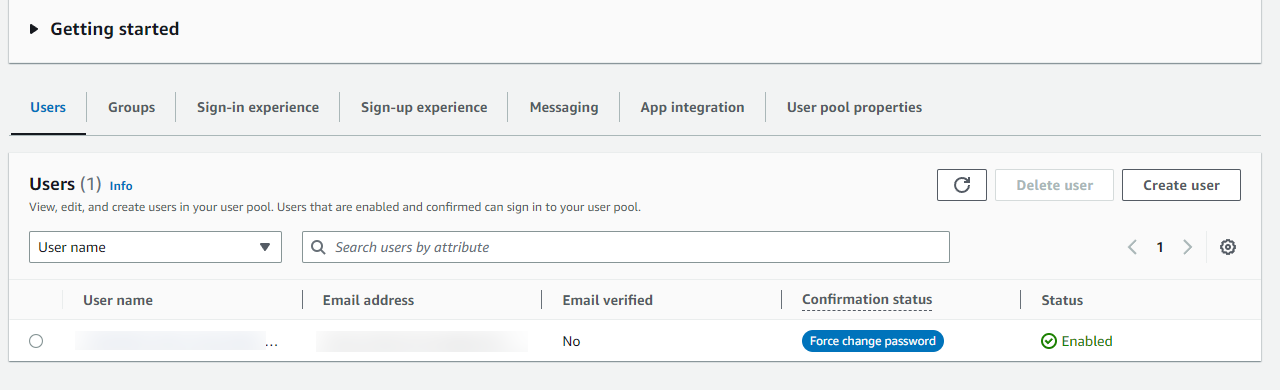 Getting started
Users Groups Sign-in experience Sign-up experience Messaging App integration User pool properties
Users (1) Info
Delete user Create user
View, edit, and create users in your user pool. Users that are enabled and confirmed can sign in to your user pool.
User name Search users by attribute 1
User name Email address Email verified Confirmation status Status
... No Force change password Enabled